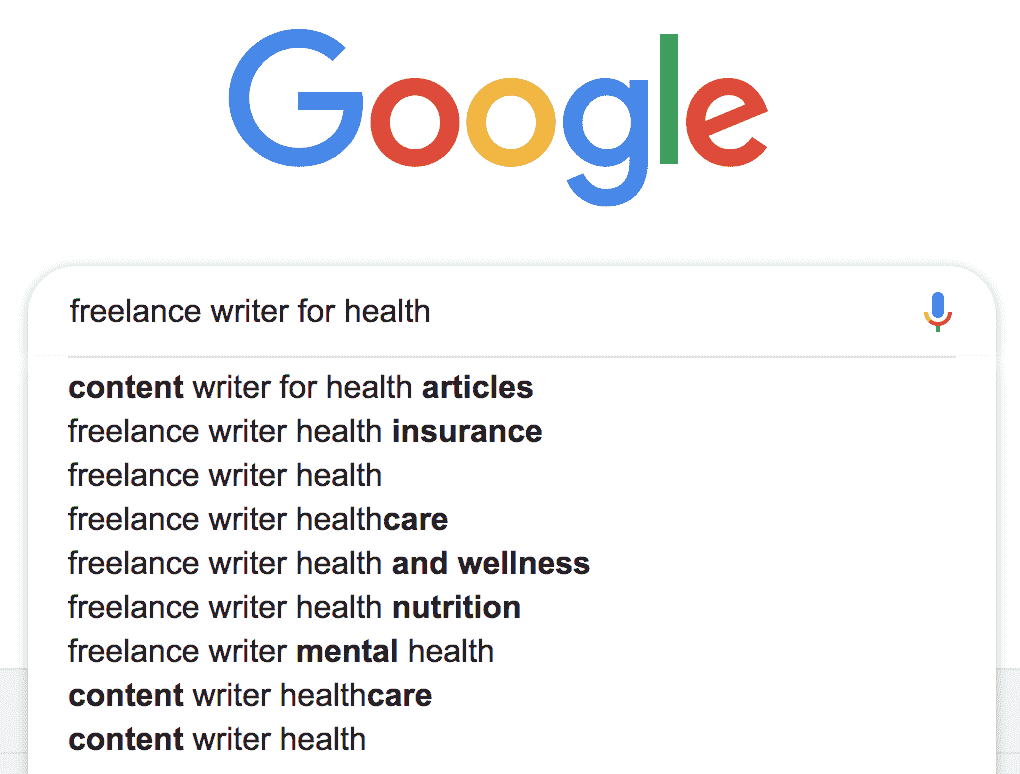 Google
freelance writer for health
content writer for health articles
freelance writer health insurance
freelance writer health
freelance writer healthcare
freelance writer health and wellness
freelance writer health nutrition
freelance writer mental health
content writer healthcare
content writer health